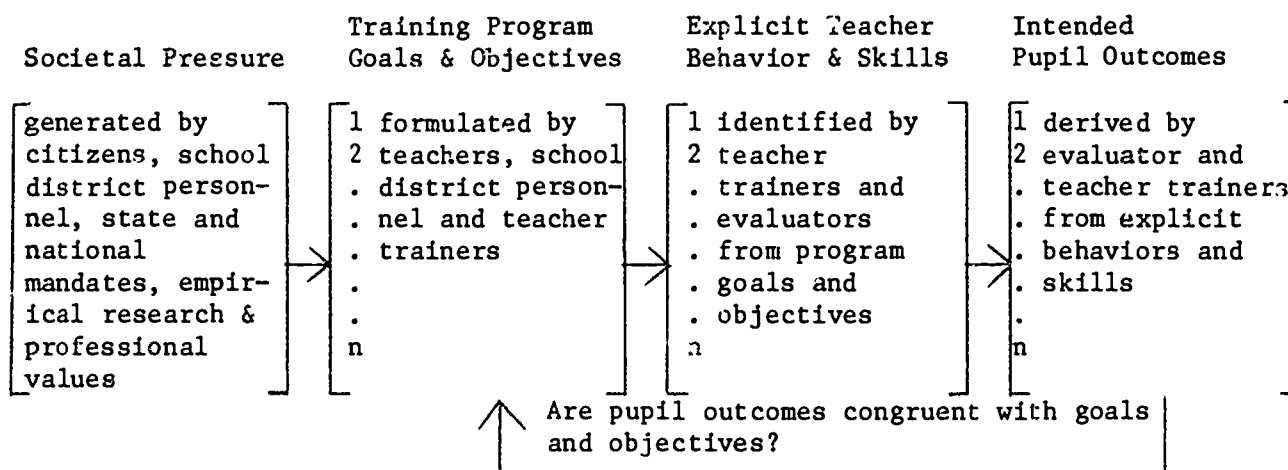 Societal Pressure
generated by
citizens, school
district person-
nel, state and
national
mandates, empir-
ical research &
professional
values
Training Program
Goals & Objectives
1 formulated by
2 teachers, school
. district person-
. nel and teacher
. trainers
.
.
n
Explicit Teacher
Behavior & Skills
1 identified by
2 teacher
. trainers and
. evaluators
. from program
. goals and
. objectives
n
Intended
Pupil Outcomes
1 derived by
2 evaluator and
. teacher trainers
. from explicit
. behaviors and
. skills
.
n
Are pupil outcomes congruent with goals
and objectives?